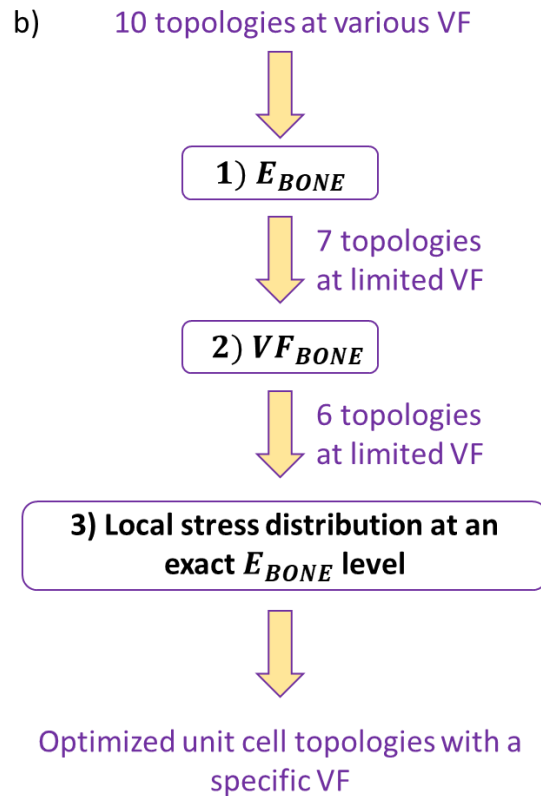 b)
10 topologies at various VF
1) E_BONE
7 topologies
at limited VF
2) VF_BONE
6 topologies
at limited VF
3) Local stress distribution at an
exact E_BONE level
Optimized unit cell topologies with a
specific VF